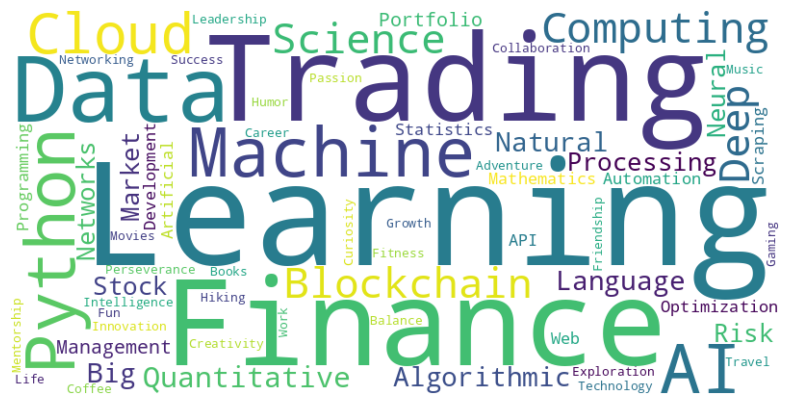 Leadership
Portfolio
Cloud
Science
Computing
Collaboration
Networking
Success
Trading
Data
Passion
Humor
Neural
Music
Deep
Scraping
Programming
Python
Networks
Market
Development
Artificial
Career
Machine
Statistics
Natural
Processing
Adventure
Mathematics
Automation
Learning
Movies
Curiosity
Growth
API
Friendship
Gaming
Fitness
Perseverance
Books
Blockchain
Language
Stock
Intelligence
Hiking
Optimization
Fun
Innovation
Work
Balance
Finance
Web
Risk
Creativity
Management
Mentorship
Life
Big
Coffee
Quantitative
Algorithmic
Exploration
Technology
AI
Travel